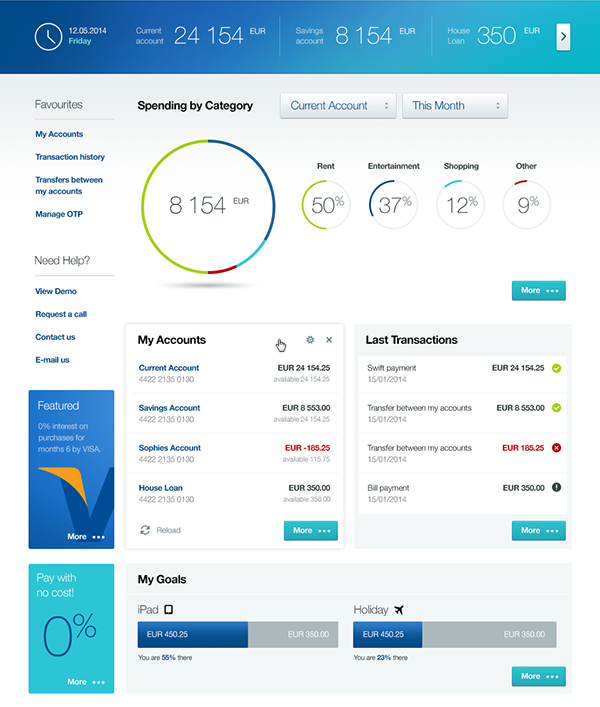 12.05.2014
Friday
Current account 24 154 EUR
Savings account 8 154 EUR
House Loan 350 EUR
Favourites
My Accounts
Transaction history
Transfers between
my accounts
Manage OTP
Need Help?
View Demo
Request a call
Contact us
E-mail us
Spending by Category
Current Account
This Month
8 154 EUR
Rent
50%
Entertainment
37%
Shopping
12%
Other
9%
More
Featured
0% interest on
purchases for
months 6 by VISA.
More
My Accounts
Current Account EUR 24 154.25
4422 2135 0130 available 24 154.25
Savings Account EUR 8 553.00
4422 2135 0130 available 24 154.25
Sophies Account EUR -185.25
4422 2135 0130 available 115.75
House Loan EUR 350.00
4422 2135 0130 available 350.00
Reload
More
Last Transactions
Swift payment EUR 24 154.25
15/01/2014
Transfer between my accounts EUR 8 553.00
15/01/2014
Transfer between my accounts EUR 185.25
15/01/2014
Bill payment EUR 350.00
15/01/2014
More
Pay with
no cost!
0%
More
My Goals
iPad
EUR 450.25 EUR 350.00
You are 55% there
Holiday
EUR 450.25 EUR 350.00
You are 23% there
More